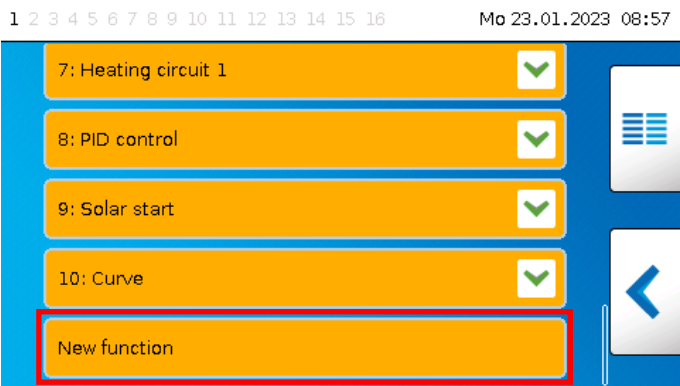 1 2 3 4 5 6 7 8 9 10 11 12 13 14 15 16 Mo 23.01.2023 08:57
7: Heating circuit 1
8: PID control
9: Solar start
10: Curve
New function